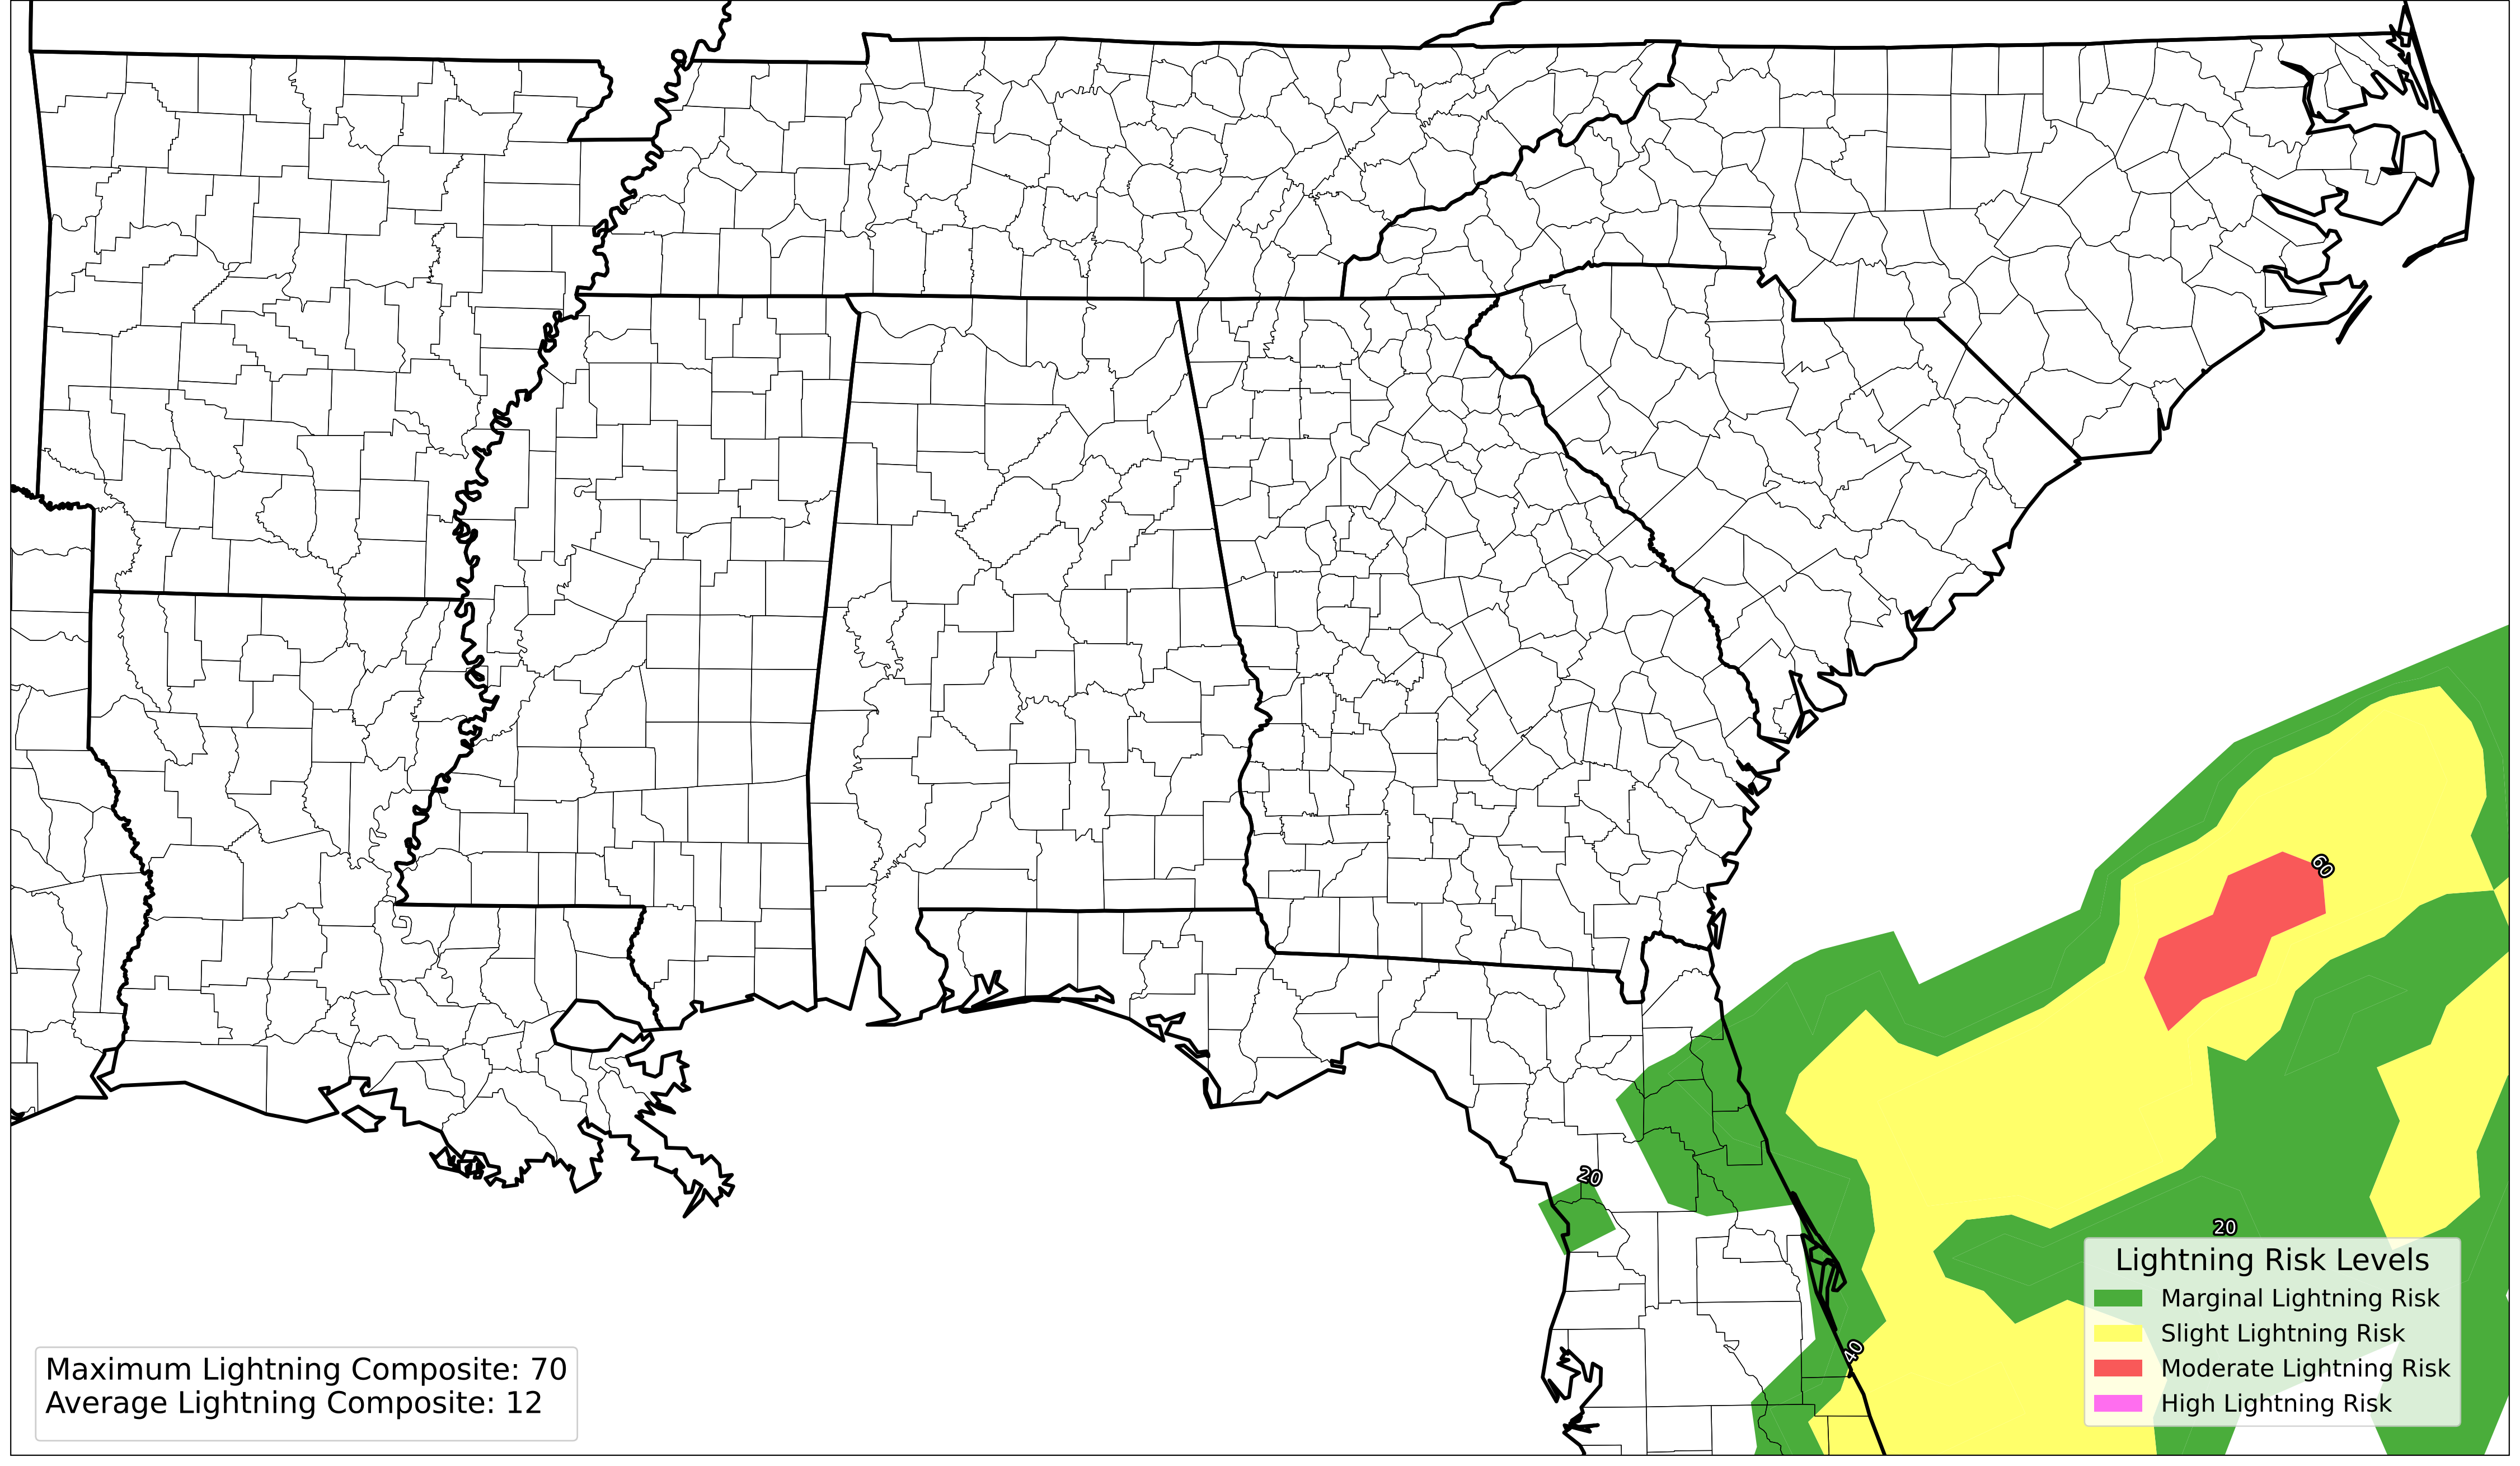 60
20
20
40
Lightning Risk Levels
Marginal Lightning Risk
Slight Lightning Risk
Moderate Lightning Risk
High Lightning Risk
Maximum Lightning Composite: 70
Average Lightning Composite: 12